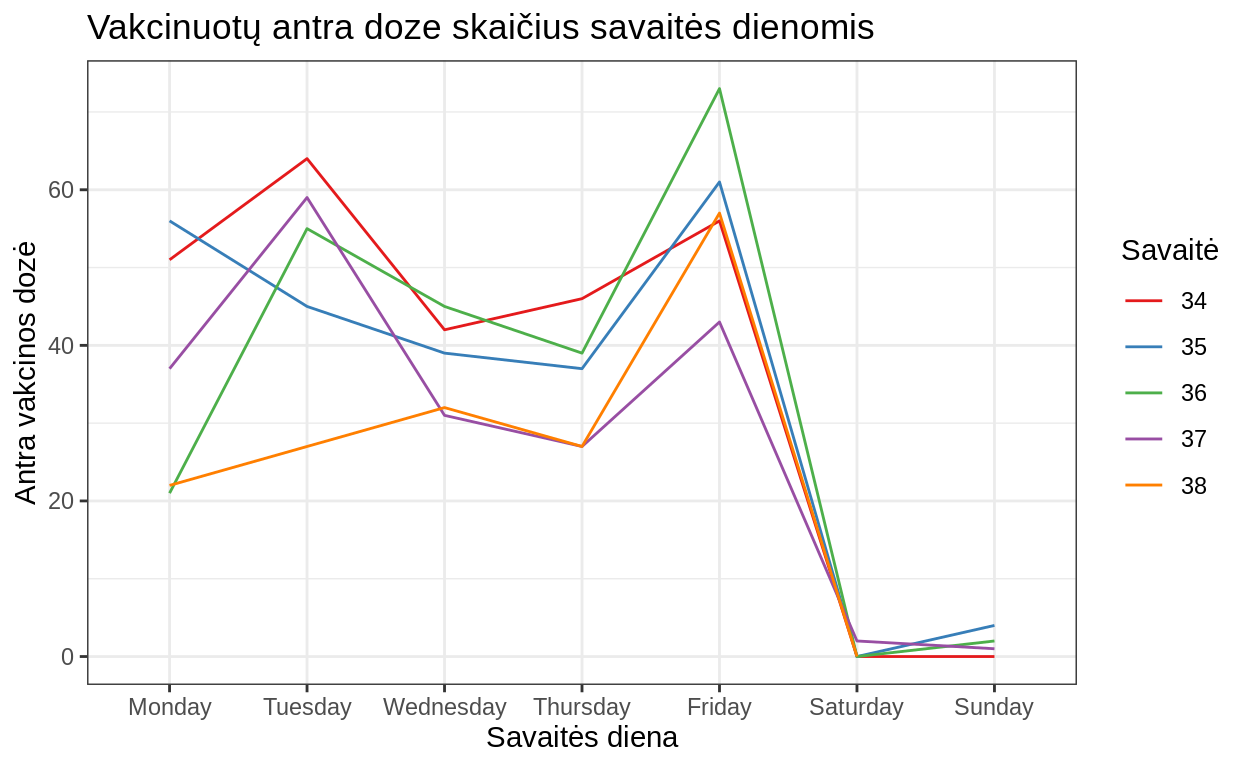 Vakcinuotų antra doze skaičius savaitės dienomis
Antra vakcinos dozė
60
40
20
0
Monday Tuesday Wednesday Thursday Friday Saturday Sunday
Savaitės diena
Savaitė
34
35
36
37
38